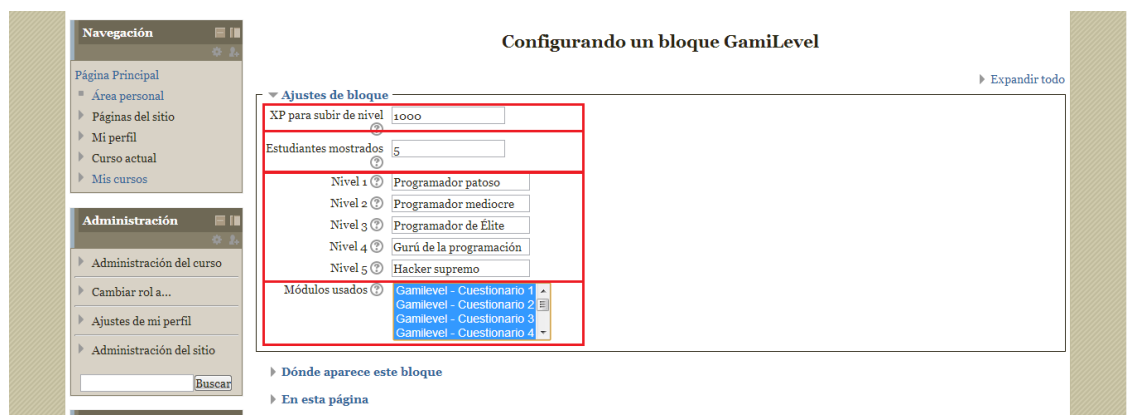 Navegación
Página Principal
Área personal
Páginas del sitio
Mi perfil
Curso actual
Mis cursos
Administración
Administración del curso
Cambiar rol a...
Ajustes de mi perfil
Administración del sitio
Buscar
Configurando un bloque GamiLevel
Expandir todo
Ajustes de bloque
XP para subir de nivel 1000
Estudiantes mostrados 5
Nivel 1 Programador patoso
Nivel 2 Programador mediocre
Nivel 3 Programador de Élite
Nivel 4 Gurú de la programación
Nivel 5 Hacker supremo
Módulos usados Gamilevel - Cuestionario 1
Gamilevel - Cuestionario 2
Gamilevel - Cuestionario 3
Gamilevel - Cuestionario 4
Dónde aparece este bloque
En esta página